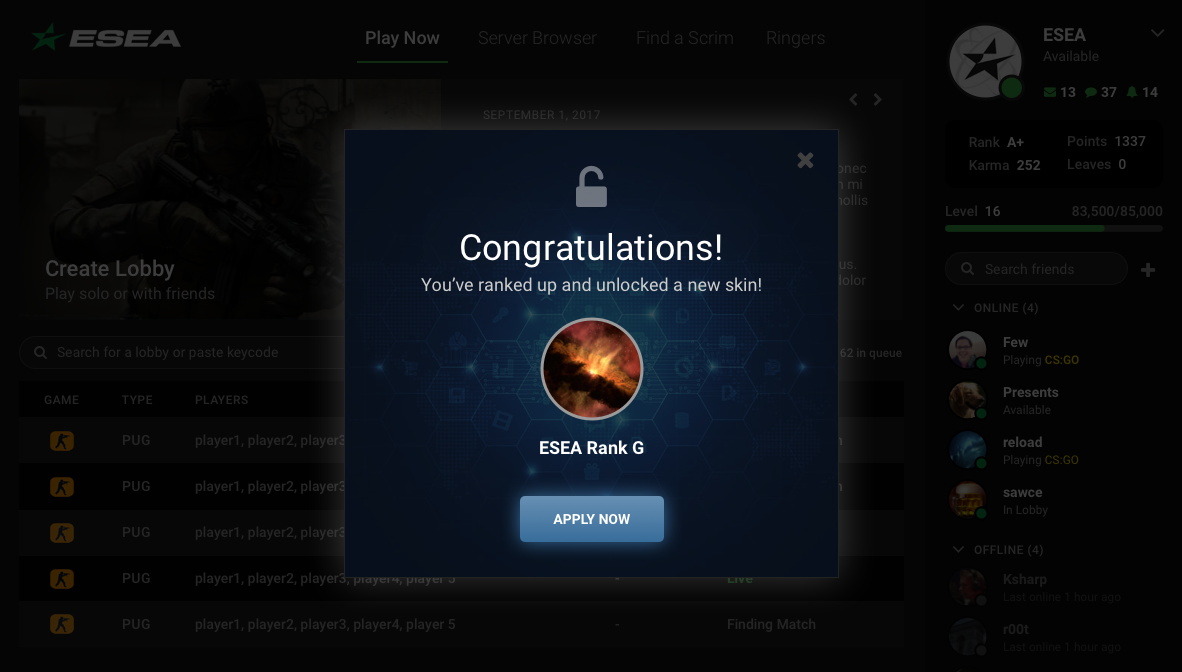 ESEA
Play Now
Server Browser
Find a Scrim
Ringers
SEPTEMBER 1, 2017
Create Lobby
Play solo or with friends
Search for a lobby or paste keycode
62 in queue
GAME TYPE PLAYERS
PUG player1, player2, player3
PUG player1, player2, player3
PUG player1, player2, player3
PUG player1, player2, player3, player4, player 5 - Live
PUG player1, player2, player3, player4, player 5 - Finding Match
Congratulations!
You’ve ranked up and unlocked a new skin!
ESEA Rank G
APPLY NOW
ESEA
Available
13 37 14
Rank A+ Points 1337
Karma 252 Leaves 0
Level 16 83,500/85,000
Search friends
ONLINE (4)
Few
Playing CS:GO
Presents
Available
reload
Playing CS:GO
sawce
In Lobby
OFFLINE (4)
Ksharp
Last online 1 hour ago
r00t
Last online 1 hour ago